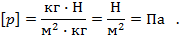 [p] = кг · Н / м² · кг = Н / м² = Па .